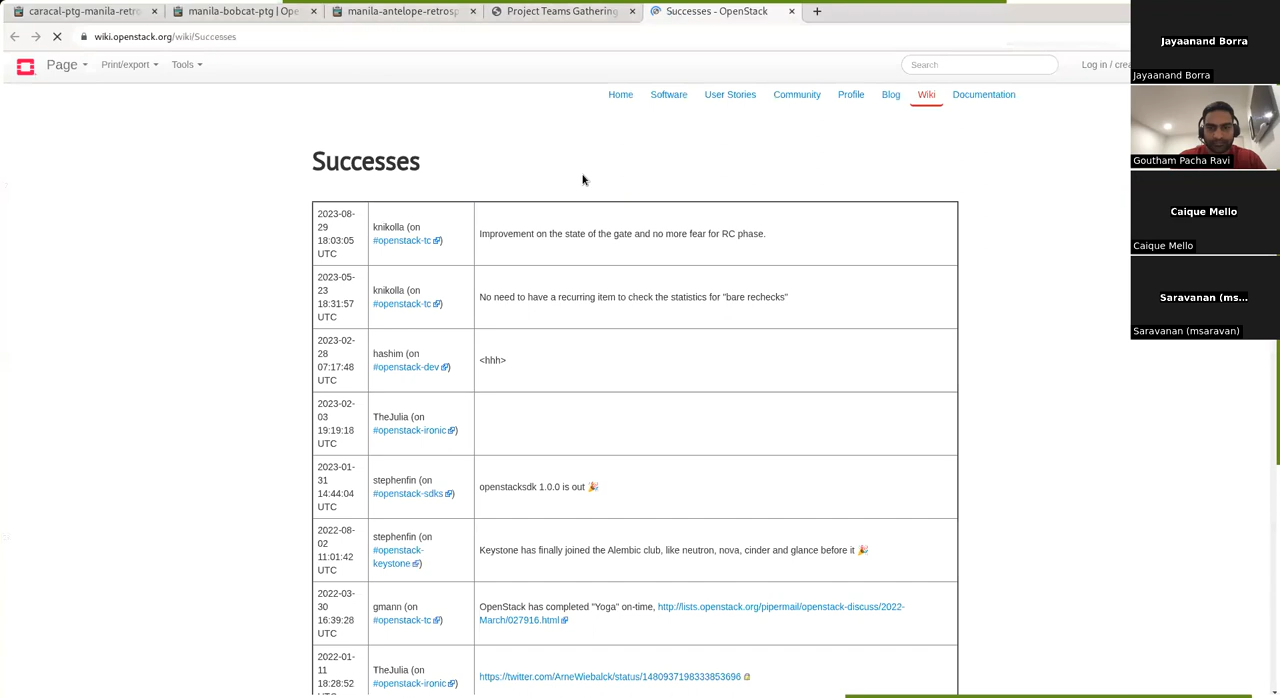 caracal-ptg-manila-retro
manila-bobcat-ptg | Ope
manila-antelope-retrosp
Project Teams Gathering
Successes - OpenStack
wiki.openstack.org/wiki/Successes
Page
Print/export
Tools
Search
Log in / crea
Home
Software
User Stories
Community
Profile
Blog
Wiki
Documentation
Successes
2023-08-
29
18:03:05
UTC
knikolla (on
#openstack-tc)
Improvement on the state of the gate and no more fear for RC phase.
2023-05-
23
18:31:57
UTC
knikolla (on
#openstack-tc)
No need to have a recurring item to check the statistics for "bare rechecks"
2023-02-
28
07:17:48
UTC
hashim (on
#openstack-dev)
<hhh>
2023-02-
03
19:19:18
UTC
TheJulia (on
#openstack-ironic)
2023-01-
31
14:44:04
UTC
stephenfin (on
#openstack-sdks)
openstacksdk 1.0.0 is out 🎉
2022-08-
02
11:01:42
UTC
stephenfin (on
#openstack-
keystone)
Keystone has finally joined the Alembic club, like neutron, nova, cinder and glance before it 🎉
2022-03-
30
16:39:28
UTC
gmann (on
#openstack-tc)
OpenStack has completed "Yoga" on-time, http://lists.openstack.org/pipermail/openstack-discuss/2022-
March/027916.html
2022-01-
11
18:28:52
TheJulia (on
#openstack-ironic)
https://twitter.com/ArneWiebalck/status/1480937198333853696
Jayaanand Borra
Jayaanand Borra
Goutham Pacha Ravi
Caique Mello
Caique Mello
Saravanan (ms...
Saravanan (msaravan)